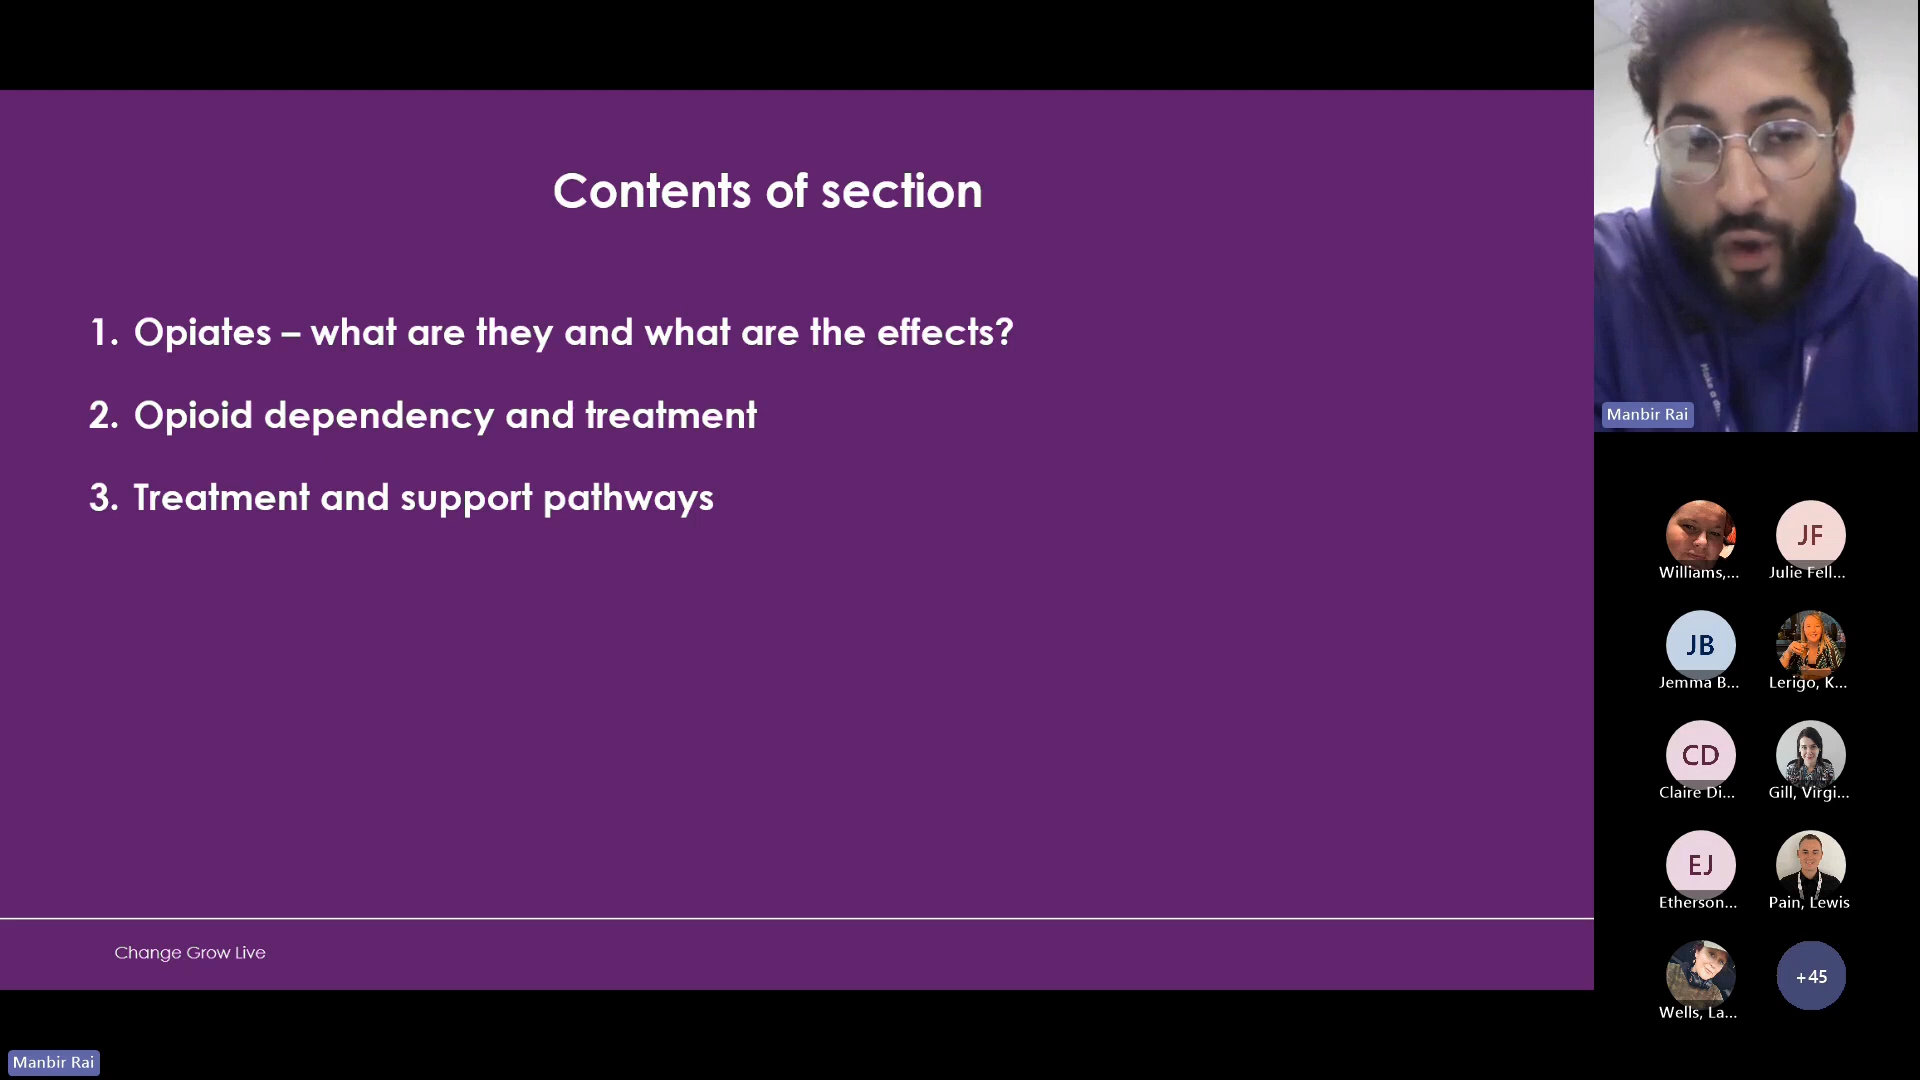 Contents of section
1. Opiates – what are they and what are the effects?
2. Opioid dependency and treatment
3. Treatment and support pathways
Change Grow Live
Manbir Rai
Manbir Rai
Williams,...
JF
Julie Fell...
JB
Jemma B...
Lerigo, K...
CD
Claire Di...
Gill, Virgi...
EJ
Etherson...
Pain, Lewis
Wells, La...
+45